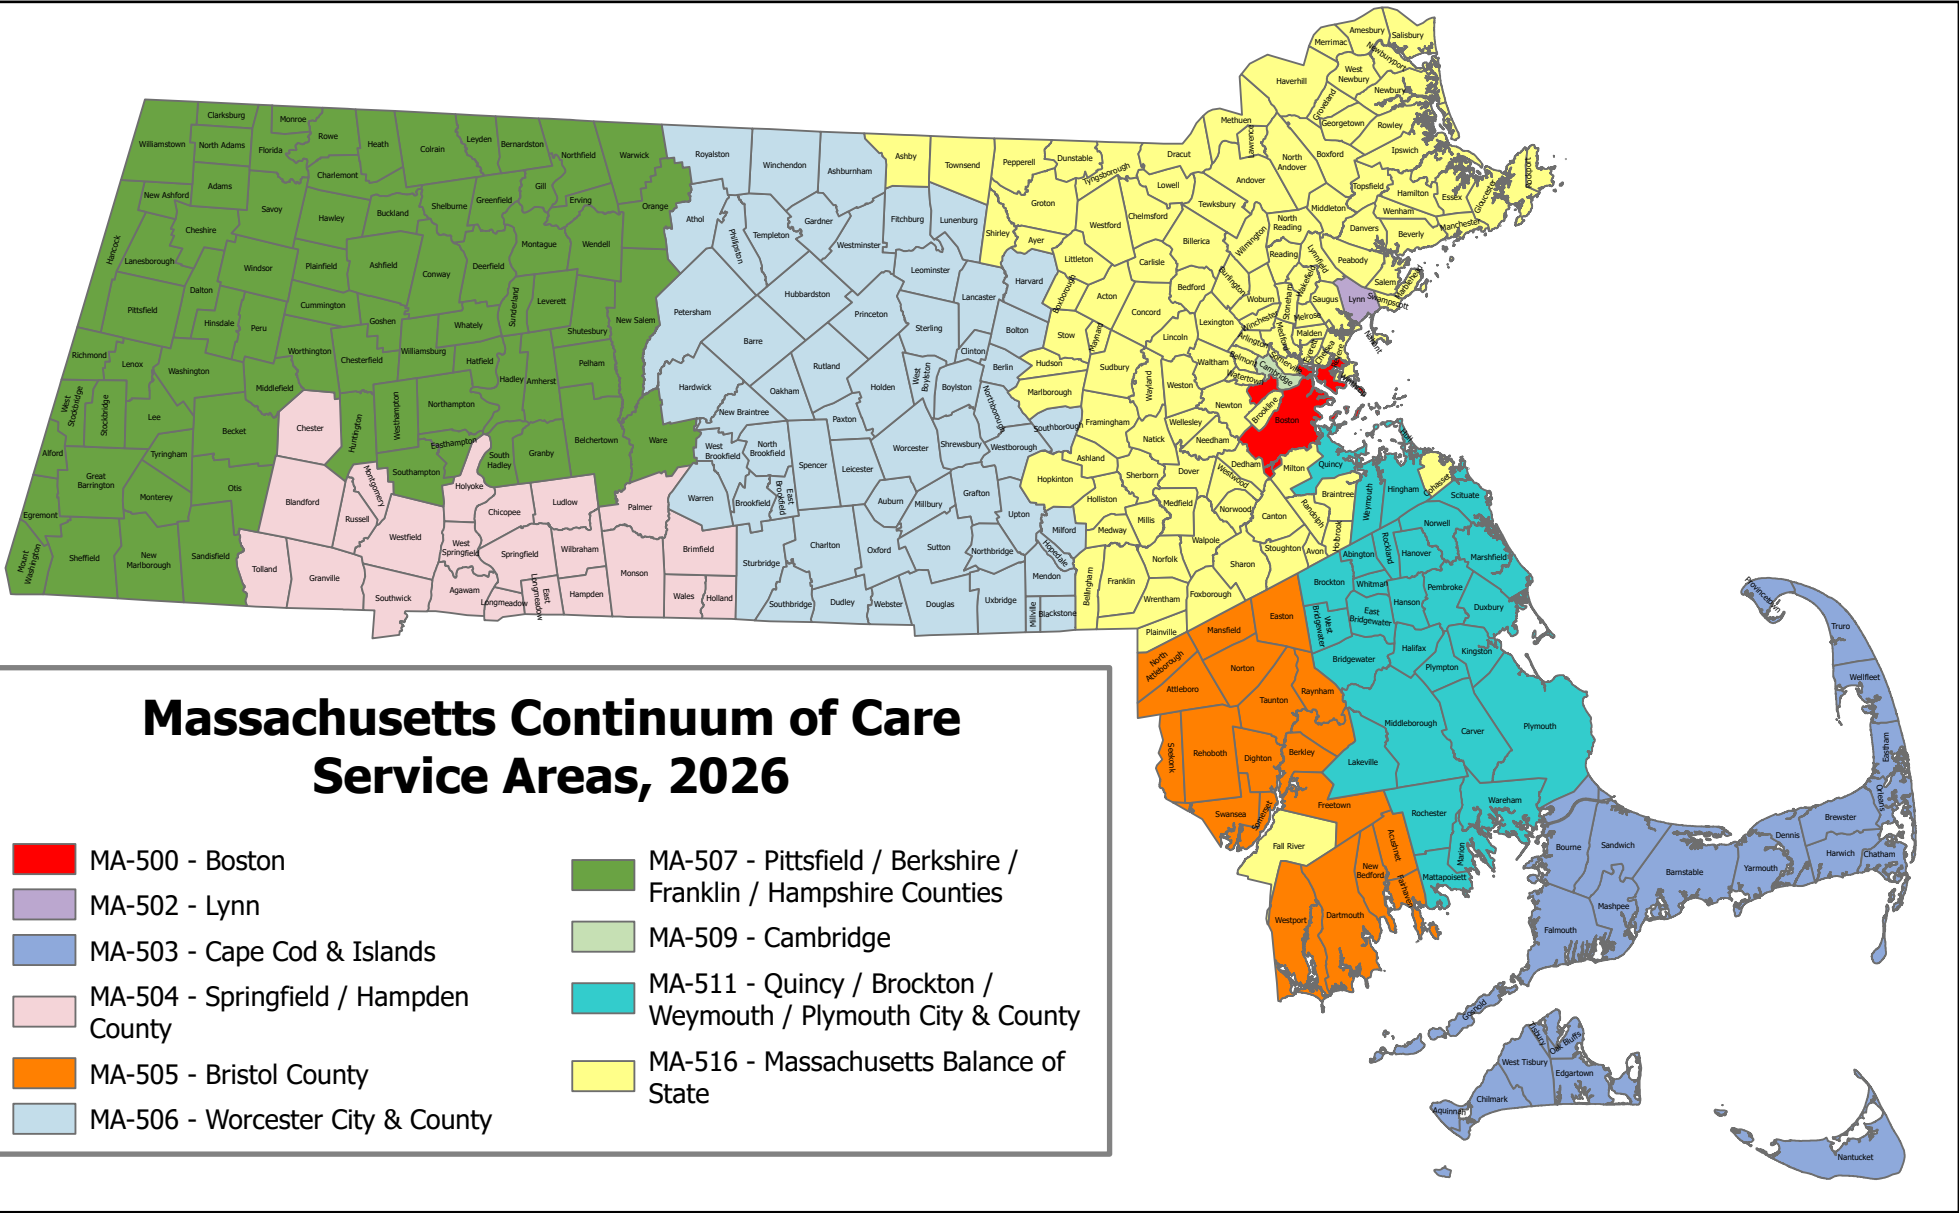 Amesbury
Salisbury
Merrimac
Newburyport
West
Newbury
Haverhill
Newbury
Groveland
Georgetown
Rowley
Methuen
Lawrence
Clarksburg
Monroe
Rowe
Heath
Colrain
Leyden
Bernardston
Northfield
Warwick
Royalston
Winchendon
Ashburnham
Ashby
Townsend
Pepperell
Dunstable
Tyngsborough
Dracut
North
Andover
Boxford
Ipswich
Rockport
Williamstown
North Adams
Florida
Charlemont
Adams
New Ashford
Savoy
Hawley
Buckland
Shelburne
Greenfield
Gill
Erving
Orange
Athol
Phillipston
Templeton
Gardner
Westminster
Fitchburg
Lunenburg
Shirley
Groton
Ayer
Westford
Lowell
Chelmsford
Tewksbury
Andover
Middleton
Topsfield
Hamilton
Wenham
Essex
Gloucester
Manchester
Beverly
Danvers
North
Reading
Wilmington
Billerica
Reading
Lynnfield
Peabody
Salem
Marblehead
Hancock
Lanesborough
Cheshire
Windsor
Plainfield
Ashfield
Conway
Deerfield
Montague
Wendell
Leominster
Lancaster
Harvard
Littleton
Boxborough
Carlisle
Bedford
Burlington
Woburn
Wakefield
Stoneham
Saugus
Lynn
Swampscott
Nahant
Pittsfield
Dalton
Hinsdale
Peru
Cummington
Goshen
Whately
Sunderland
Leverett
Shutesbury
New Salem
Petersham
Hubbardston
Princeton
Sterling
Clinton
Bolton
Berlin
Acton
Concord
Lexington
Lincoln
Winchester
Medford
Melrose
Malden
Arlington
Somerville
Everett
Chelsea
Revere
Winthrop
Belmont
Cambridge
Watertown
Waltham
Richmond
Lenox
Washington
Worthington
Chesterfield
Williamsburg
Hatfield
Hadley
Amherst
Pelham
Hardwick
Barre
Oakham
Rutland
Holden
West
Boylston
Boylston
Northborough
Hudson
Marlborough
Stow
Maynard
Sudbury
Wayland
Weston
Newton
Brookline
Boston
West
Stockbridge
Stockbridge
Lee
Middlefield
Becket
Chester
Huntington
Westhampton
Northampton
Easthampton
South
Hadley
Granby
Belchertown
Ware
New Braintree
West
Brookfield
North
Brookfield
Spencer
Paxton
Leicester
Worcester
Shrewsbury
Westborough
Southborough
Framingham
Natick
Wellesley
Needham
Dedham
Milton
Quincy
Hull
Alford
Great
Barrington
Tyringham
Monterey
Otis
Blandford
Montgomery
Russell
Southampton
Holyoke
Chicopee
Ludlow
Palmer
Warren
Brookfield
East
Brookfield
Auburn
Millbury
Grafton
Upton
Hopkinton
Ashland
Holliston
Sherborn
Dover
Westwood
Medfield
Norwood
Canton
Randolph
Braintree
Holbrook
Weymouth
Hingham
Cohasset
Scituate
Norwell
Egremont
Mount
Washington
Sheffield
New
Marlborough
Sandisfield
Tolland
Granville
Westfield
Southwick
West
Springfield
Agawam
Springfield
Longmeadow
East
Longmeadow
Wilbraham
Hampden
Monson
Brimfield
Wales
Holland
Sturbridge
Southbridge
Charlton
Dudley
Oxford
Webster
Sutton
Douglas
Northbridge
Uxbridge
Milford
Hopedale
Mendon
Millville
Blackstone
Medway
Millis
Bellingham
Franklin
Norfolk
Wrentham
Walpole
Foxborough
Sharon
Stoughton
Avon
Plainville
Abington
Rockland
Hanover
Marshfield
Brockton
Whitman
Hanson
Pembroke
Duxbury
West
Bridgewater
East
Bridgewater
Bridgewater
Halifax
Plympton
Kingston
Plymouth
Carver
Middleborough
Lakeville
Wareham
Rochester
Marion
Mattapoisett
Mansfield
Easton
North
Attleborough
Attleboro
Norton
Taunton
Raynham
Seekonk
Rehoboth
Dighton
Berkley
Swansea
Somerset
Freetown
Fall River
Westport
Dartmouth
New
Bedford
Acushnet
Fairhaven
Provincetown
Truro
Wellfleet
Eastham
Orleans
Brewster
Dennis
Harwich
Chatham
Yarmouth
Barnstable
Sandwich
Bourne
Mashpee
Falmouth
Gosnold
Tisbury
Oak Bluffs
West Tisbury
Edgartown
Chilmark
Aquinnah
Nantucket
Massachusetts Continuum of Care
Service Areas, 2026
MA-500 - Boston
MA-502 - Lynn
MA-503 - Cape Cod & Islands
MA-504 - Springfield / Hampden
County
MA-505 - Bristol County
MA-506 - Worcester City & County
MA-507 - Pittsfield / Berkshire /
Franklin / Hampshire Counties
MA-509 - Cambridge
MA-511 - Quincy / Brockton /
Weymouth / Plymouth City & County
MA-516 - Massachusetts Balance of
State